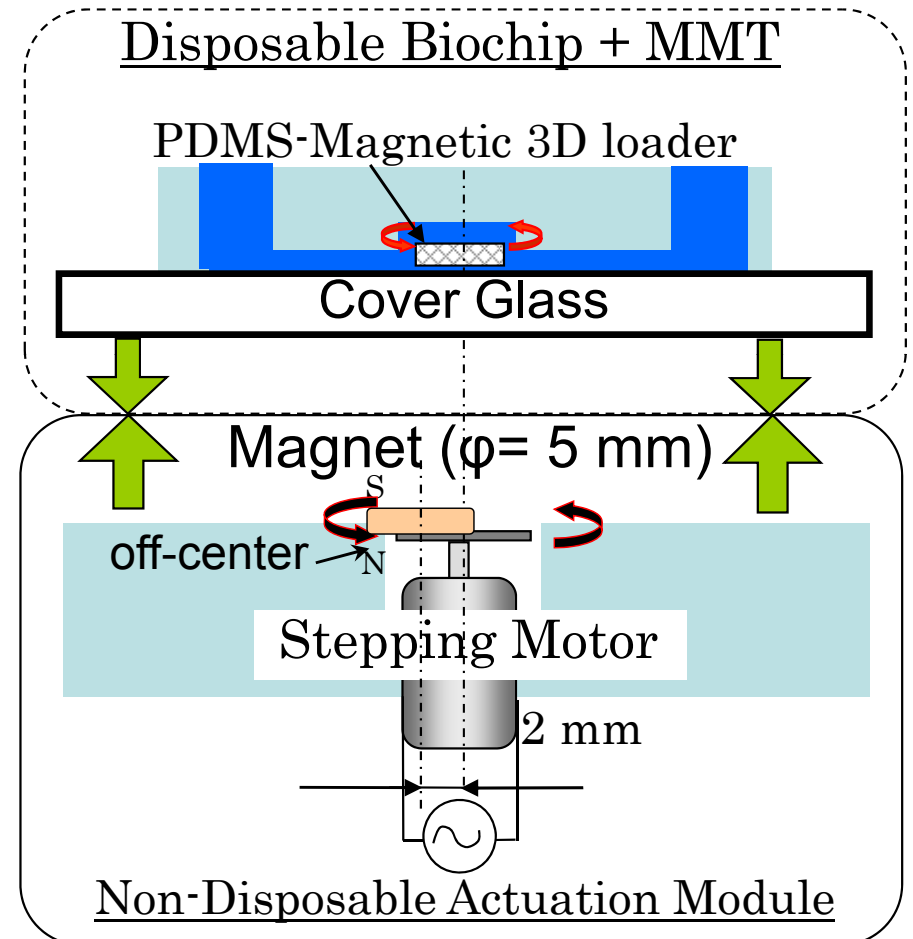 Disposable Biochip + MMT
PDMS-Magnetic 3D loader
Cover Glass
Magnet (φ= 5 mm)
S
off-center
N
Stepping Motor
2 mm
Non-Disposable Actuation Module